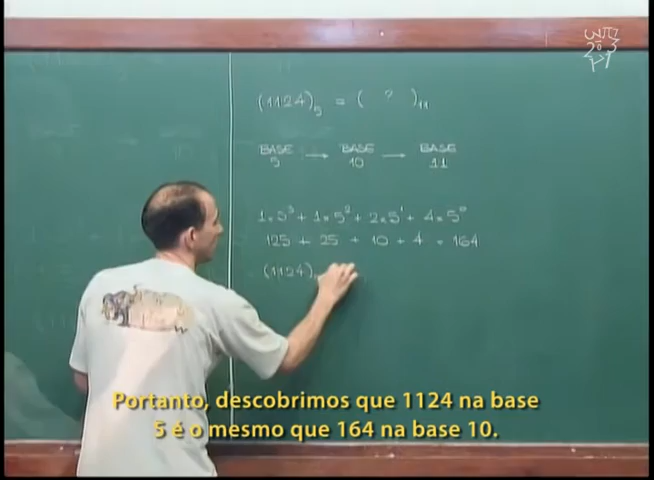 (1124)₅ = ( ? )₁₁
BASE 5 → BASE 10 → BASE 11
1×5³ + 1×5² + 2×5¹ + 4×5⁰
125 + 25 + 10 + 4 = 164
(1124)
Portanto, descobrimos que 1124 na base
5 é o mesmo que 164 na base 10.